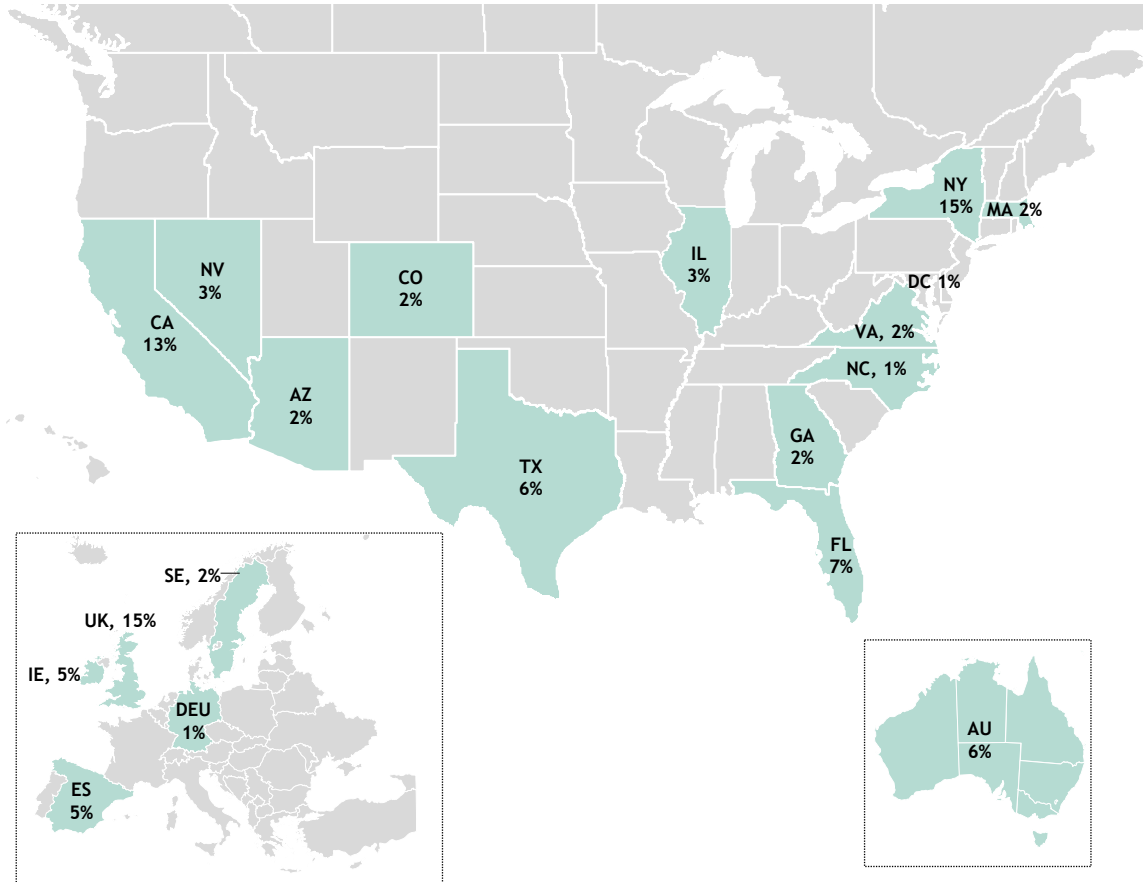 NY
15%
MA 2%
IL
3%
NV
3%
CO
2%
DC 1%
CA
13%
VA, 2%
NC, 1%
AZ
2%
GA
2%
TX
6%
FL
7%
SE, 2%
UK, 15%
IE, 5%
DEU
1%
ES
5%
AU
6%